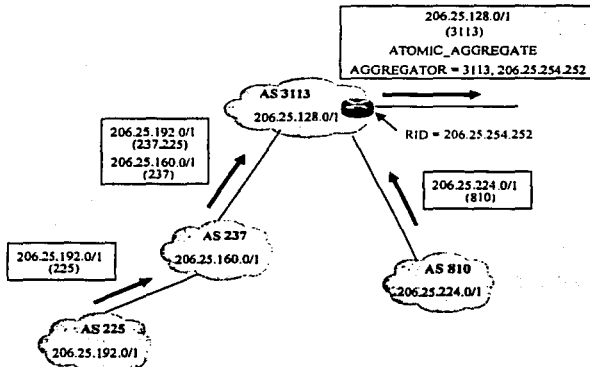 206.25.128.0/1
(3113)
ATOMIC_AGGREGATE
AGGREGATOR = 3113, 206.25.254.252
AS 3113
206.25.128.0/1
RID = 206.25.254.252
206.25.192.0/1
(237,225)
206.25.160.0/1
(237)
206.25.224.0/1
(810)
AS 237
206.25.160.0/1
206.25.192.0/1
(225)
AS 810
206.25.224.0/1
AS 225
206.25.192.0/1